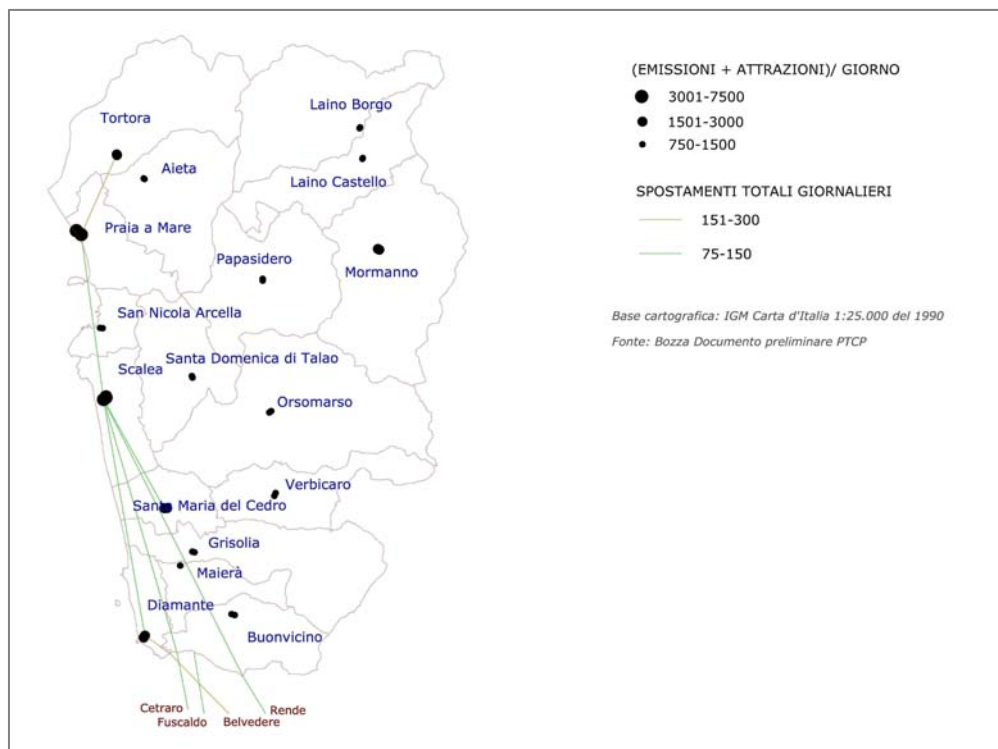 (EMISSIONI + ATTRAZIONI)/ GIORNO
3001-7500
1501-3000
750-1500
SPOSTAMENTI TOTALI GIORNALIERI
151-300
75-150
Base cartografica: IGM Carta d'Italia 1:25.000 del 1990
Fonte: Bozza Documento preliminare PTCP
Laino Borgo
Tortora
Aieta
Laino Castello
Praia a Mare
Papasidero
Mormanno
San Nicola Arcella
Santa Domenica di Talao
Scalea
Orsomarso
Verbicaro
Santa Maria del Cedro
Grisolia
Maierà
Diamante
Buonvicino
Cetraro
Fuscaldo
Belvedere
Rende